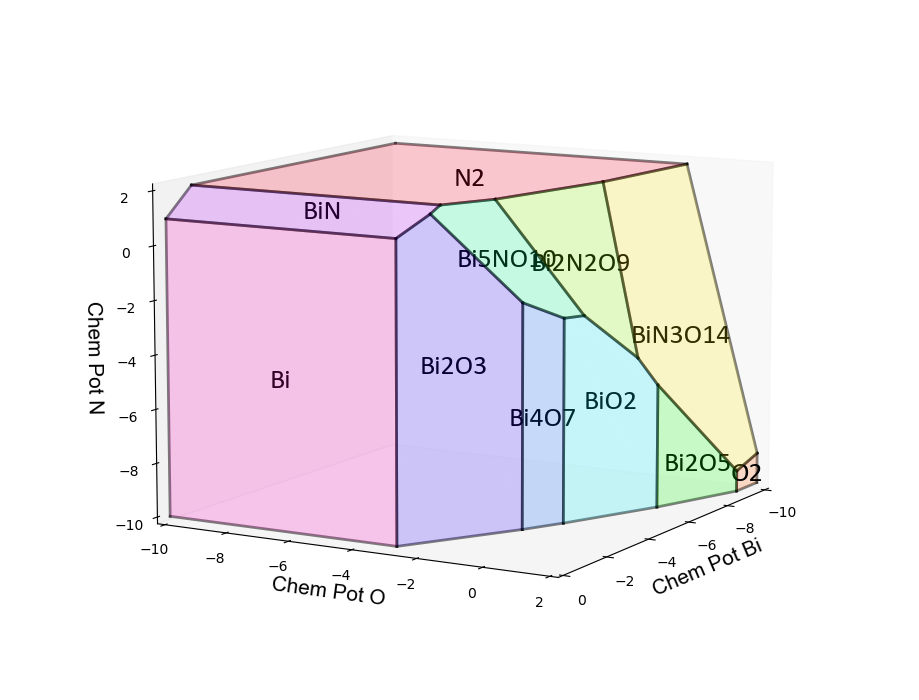 N2
BiN
Bi5NO10
Bi2N2O9
BiN3O14
Bi
Bi2O3
Bi4O7
BiO2
Bi2O5
O2
Chem Pot N
2
0
−2
−4
−6
−8
−10
Chem Pot O
−10
−8
−6
−4
−2
0
2
Chem Pot Bi
0
−2
−4
−6
−8
−10